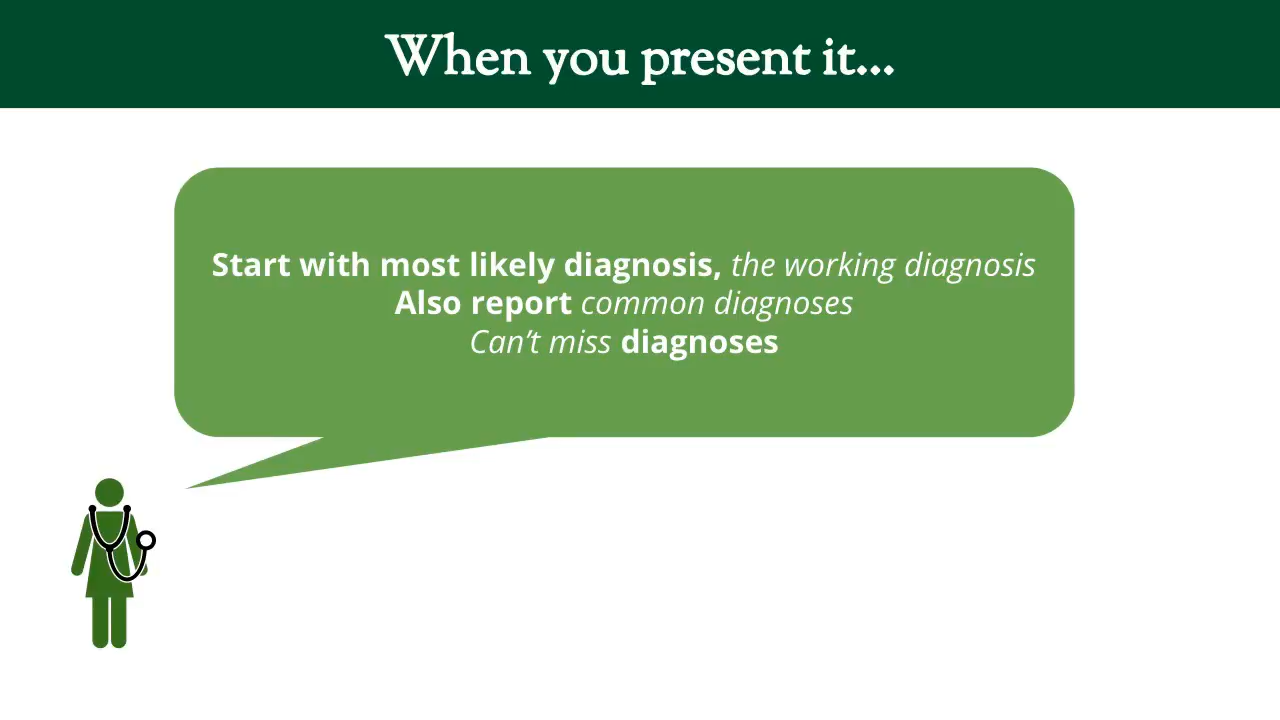 When you present it...
Start with most likely diagnosis, the working diagnosis
Also report common diagnoses
Can’t miss diagnoses